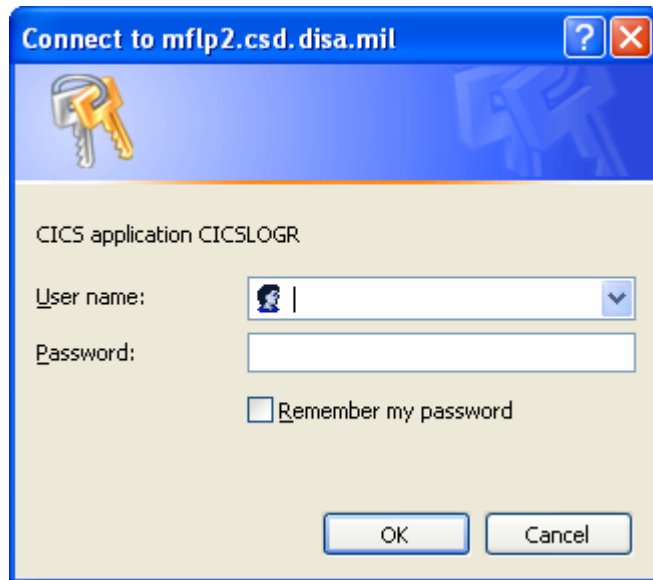 Connect to mflp2.csd.disa.mil
CICS application CICSLOGR
User name:
Password:
Remember my password
OK Cancel